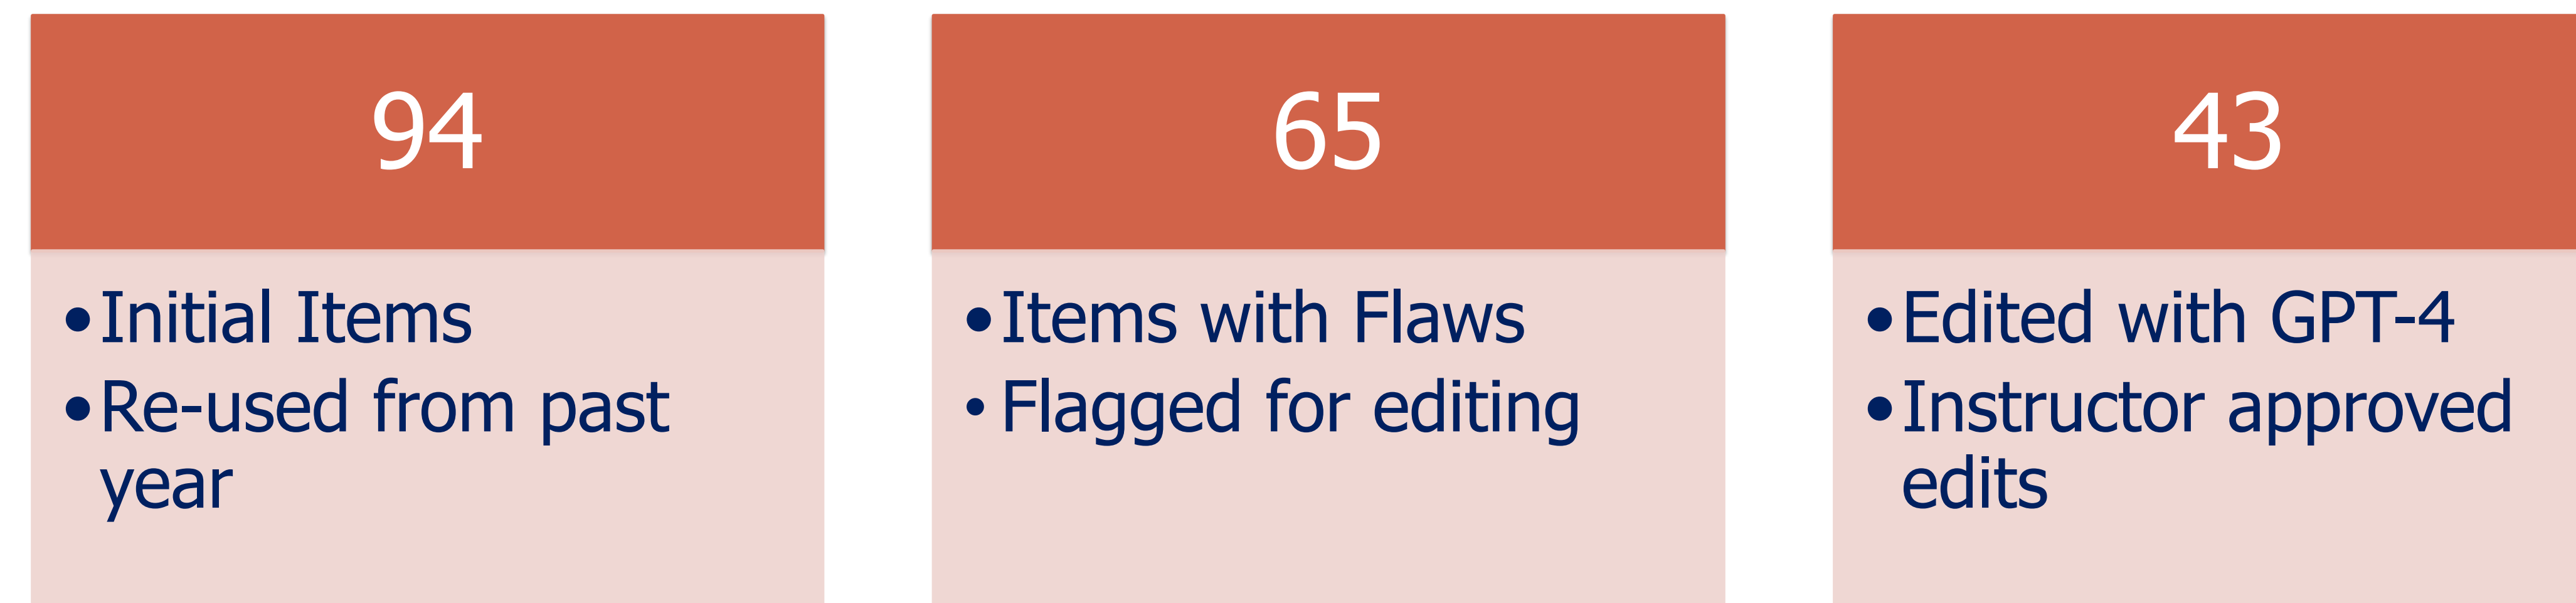 94
•Initial Items
•Re-used from past
year
65
•Items with Flaws
•Flagged for editing
43
•Edited with GPT-4
•Instructor approved
edits